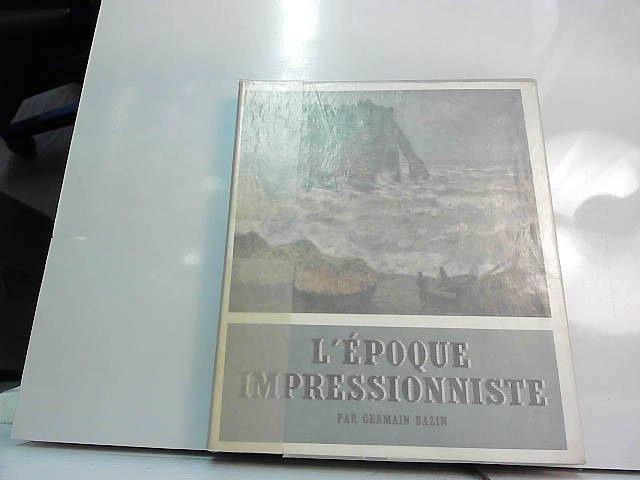 L'ÉPOQUE
IMPRESSIONNISTE
PAR GERMAIN BAZIN